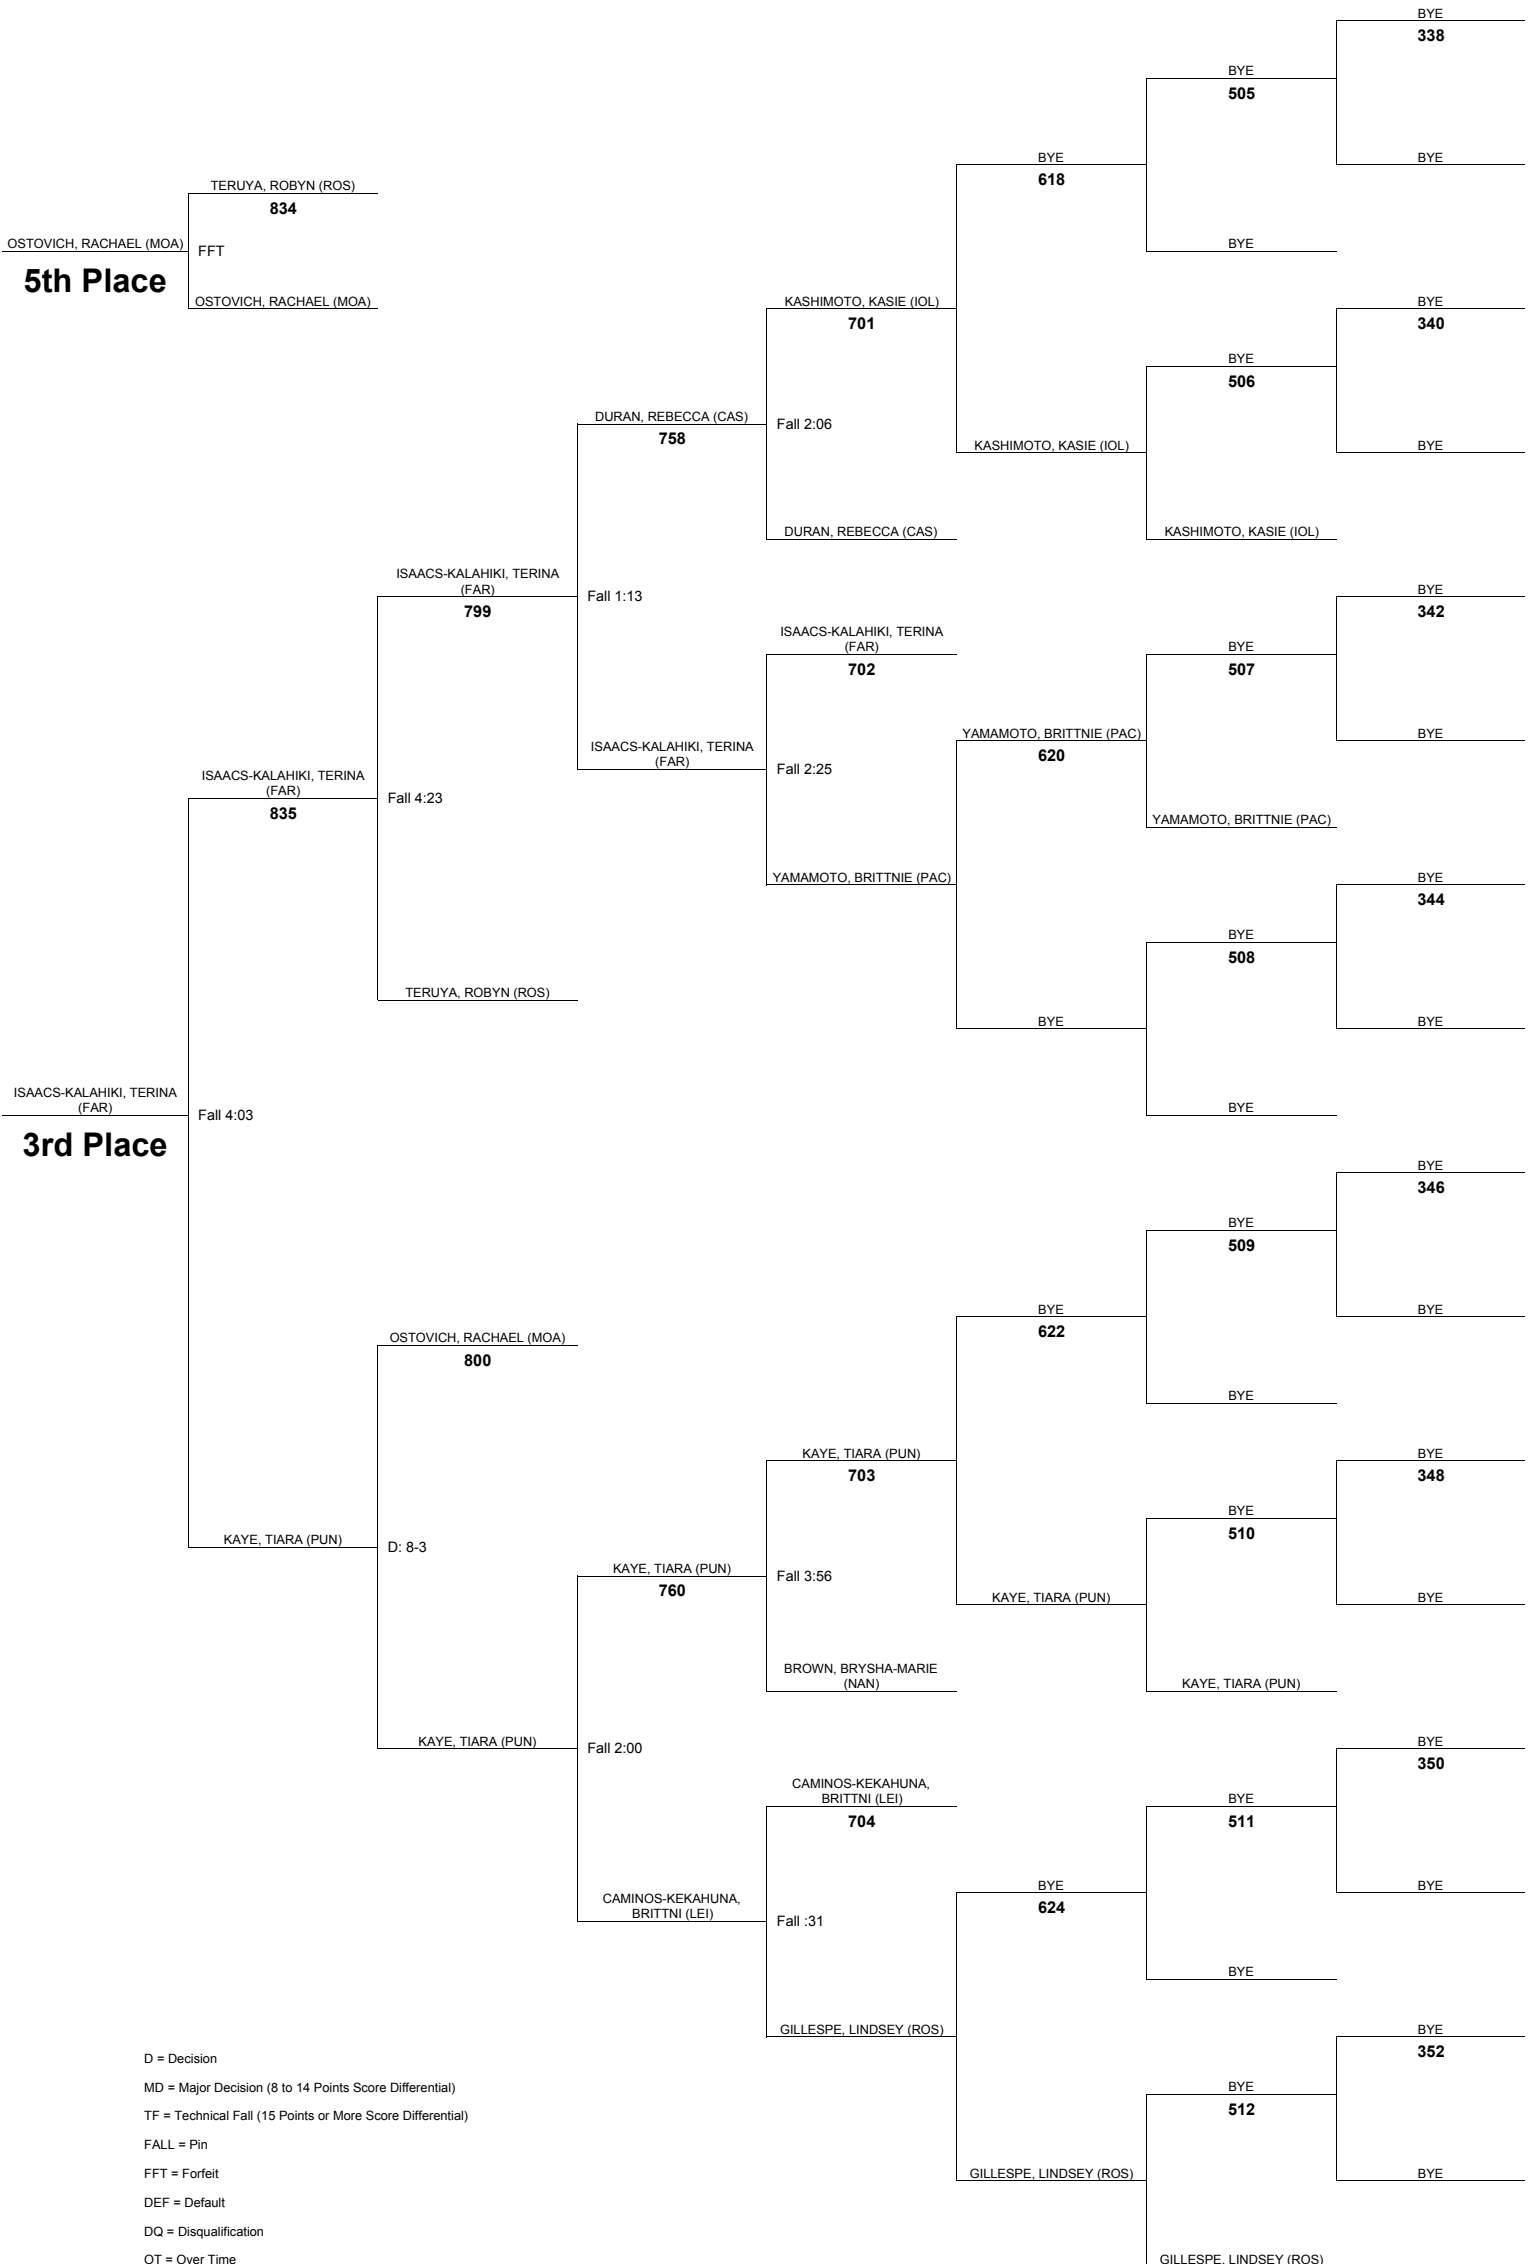 BYE
338
BYE
505
BYE
618
BYE
TERUYA, ROBYN (ROS)
834
OSTOVICH, RACHAEL (MOA)
FFT
BYE
5th Place
OSTOVICH, RACHAEL (MOA)
KASHIMOTO, KASIE (IOL)
701
BYE
340
BYE
506
DURAN, REBECCA (CAS)
758
Fall 2:06
KASHIMOTO, KASIE (IOL)
BYE
DURAN, REBECCA (CAS)
KASHIMOTO, KASIE (IOL)
ISAACS-KALAHIKI, TERINA
(FAR)
799
Fall 1:13
BYE
342
ISAACS-KALAHIKI, TERINA
(FAR)
702
BYE
507
YAMAMOTO, BRITTNIE (PAC)
620
BYE
ISAACS-KALAHIKI, TERINA
(FAR)
Fall 2:25
ISAACS-KALAHIKI, TERINA
(FAR)
835
Fall 4:23
YAMAMOTO, BRITTNIE (PAC)
YAMAMOTO, BRITTNIE (PAC)
BYE
344
BYE
508
TERUYA, ROBYN (ROS)
BYE
BYE
ISAACS-KALAHIKI, TERINA
(FAR)
Fall 4:03
BYE
3rd Place
BYE
346
BYE
509
BYE
622
BYE
OSTOVICH, RACHAEL (MOA)
800
BYE
KAYE, TIARA (PUN)
703
BYE
348
BYE
510
KAYE, TIARA (PUN)
D: 8-3
KAYE, TIARA (PUN)
760
Fall 3:56
KAYE, TIARA (PUN)
BYE
BROWN, BRYSHA-MARIE
(NAN)
KAYE, TIARA (PUN)
KAYE, TIARA (PUN)
Fall 2:00
BYE
350
CAMINOS-KEKAHUNA,
BRITTNI (LEI)
704
BYE
511
CAMINOS-KEKAHUNA,
BRITTNI (LEI)
Fall :31
BYE
624
BYE
BYE
GILLESPE, LINDSEY (ROS)
BYE
352
D = Decision
MD = Major Decision (8 to 14 Points Score Differential)
BYE
512
TF = Technical Fall (15 Points or More Score Differential)
FALL = Pin
FFT = Forfeit
GILLESPE, LINDSEY (ROS)
BYE
DEF = Default
DQ = Disqualification
OT = Over Time
GILLESPE, LINDSEY (ROS)